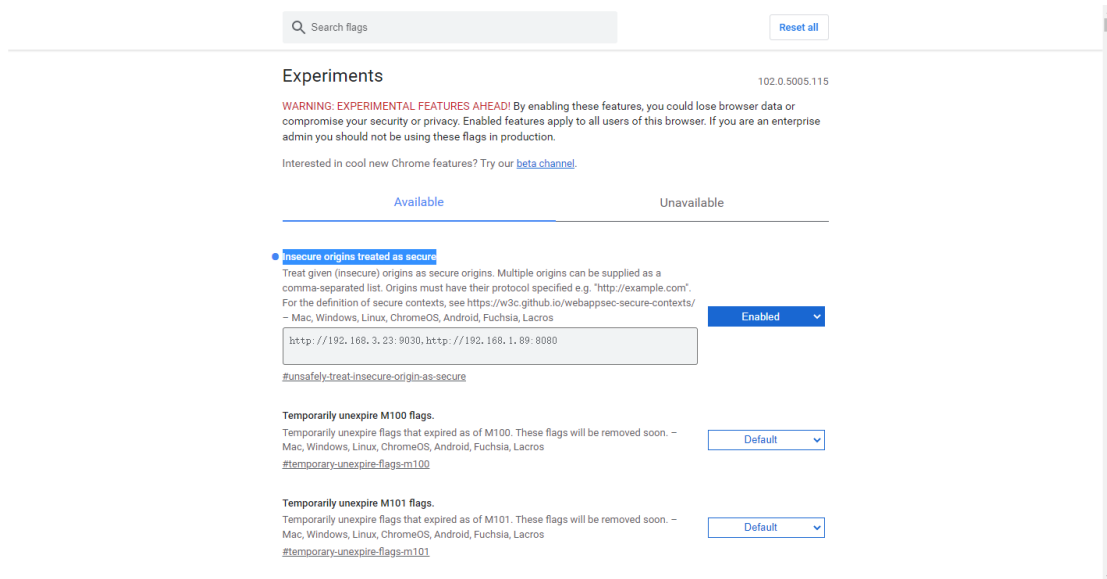 Search flags
Reset all
Experiments
102.0.5005.115
WARNING: EXPERIMENTAL FEATURES AHEAD! By enabling these features, you could lose browser data or
compromise your security or privacy. Enabled features apply to all users of this browser. If you are an enterprise
admin you should not be using these flags in production.
Interested in cool new Chrome features? Try our beta channel.
Available
Unavailable
Insecure origins treated as secure
Treat given (insecure) origins as secure origins. Multiple origins can be supplied as a
comma-separated list. Origins must have their protocol specified e.g. "http://example.com".
For the definition of secure contexts, see https://w3c.github.io/webappsec-secure-contexts/
– Mac, Windows, Linux, ChromeOS, Android, Fuchsia, Lacros
Enabled
http://192.168.3.23:9030,http://192.168.1.89:8080
#unsafely-treat-insecure-origin-as-secure
Temporarily unexpire M100 flags.
Temporarily unexpire flags that expired as of M100. These flags will be removed soon. –
Mac, Windows, Linux, ChromeOS, Android, Fuchsia, Lacros
Default
#temporary-unexpire-flags-m100
Temporarily unexpire M101 flags.
Temporarily unexpire flags that expired as of M101. These flags will be removed soon. –
Mac, Windows, Linux, ChromeOS, Android, Fuchsia, Lacros
Default
#temporary-unexpire-flags-m101